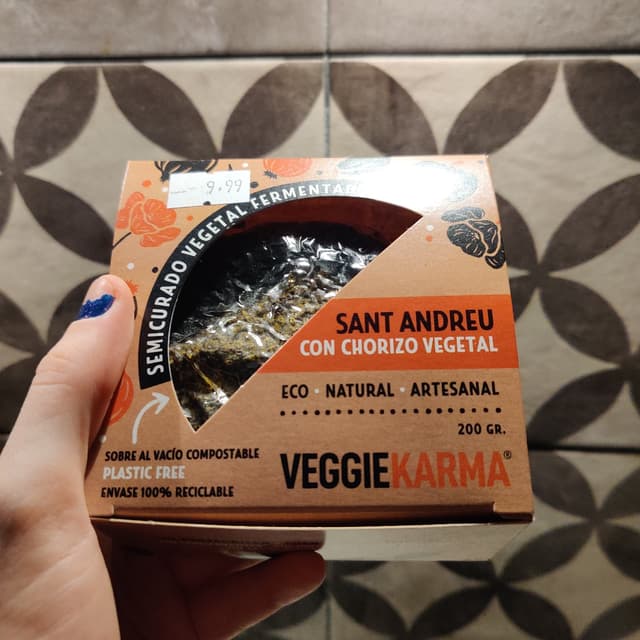 9.99
SEMICURADO VEGETAL FERMENTADO
SANT ANDREU
CON CHORIZO VEGETAL
ECO · NATURAL · ARTESANAL
200 GR.
SOBRE AL VACÍO COMPOSTABLE
PLASTIC FREE
ENVASE 100% RECICLABLE
VEGGIEKARMA®